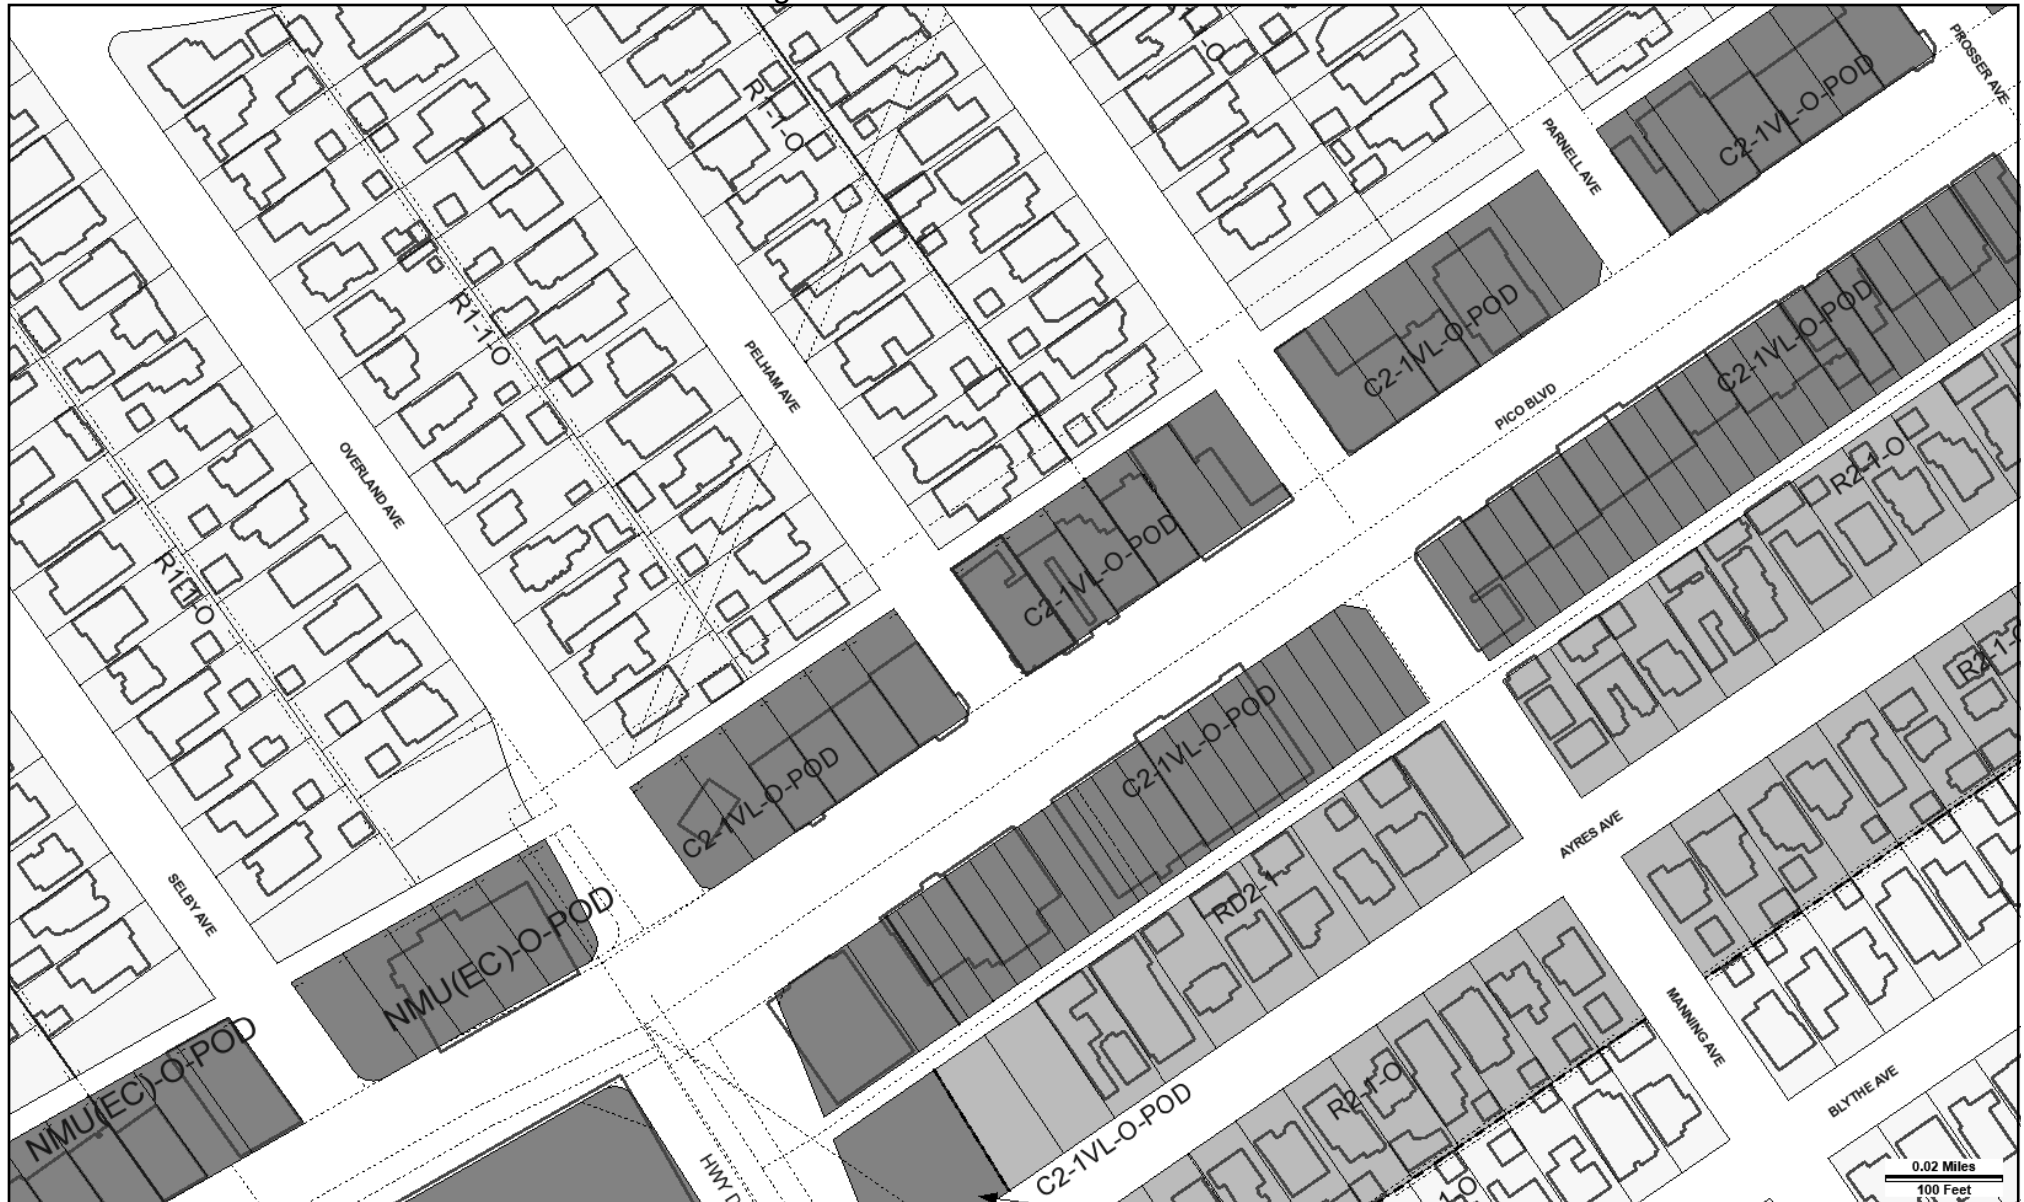 PROSSER AVE
R1-1-O
C2-1VL-O-POD
PARNELL AVE
R1-1-O
C2-1VL-O-POD
C2-1VL-O-POD
PELHAM AVE
PICO BLVD
OVERLAND AVE
R2-1-O
C2-1VL-O-POD
R1-1-O
C2-1VL-O-POD
C2-1VL-O-POD
AYRES AVE
SELBY AVE
RD2-1
NMU(EC)-O-POD
MANNING AVE
NMU(EC)-O-POD
R2-1-O
BLYTHE AVE
C2-1VL-O-POD
HWY
0.02 Miles
100 Feet